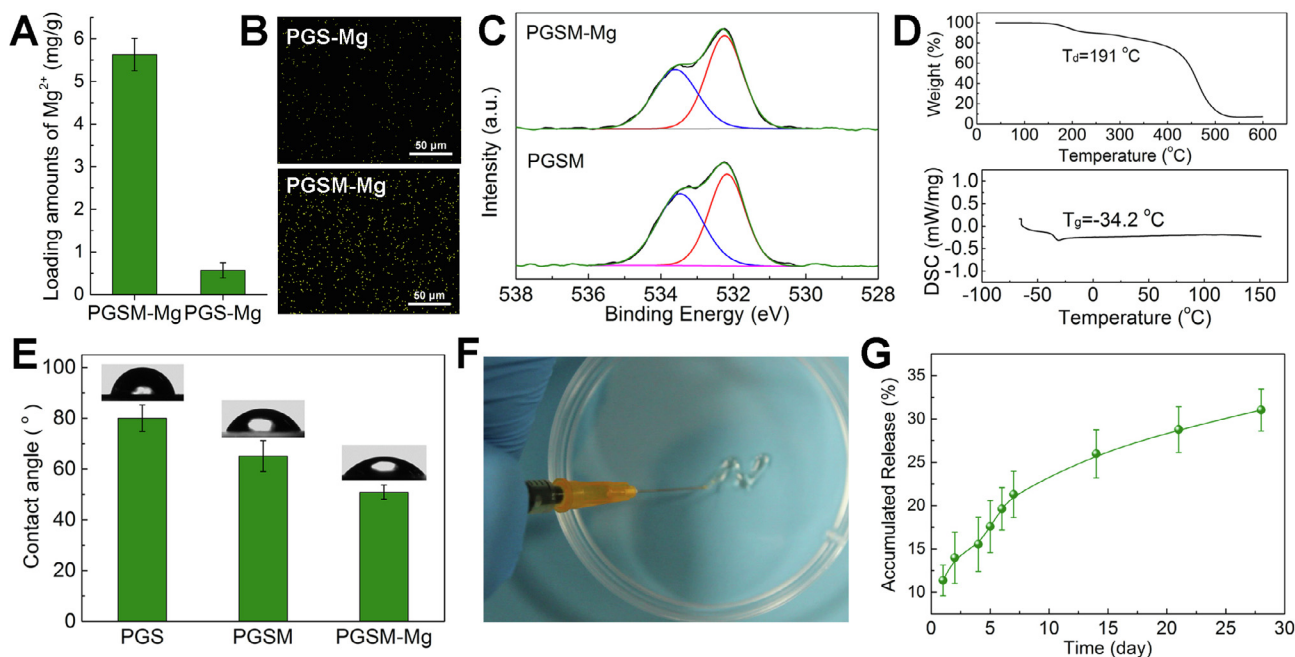 A
Loading amounts of Mg²⁺ (mg/g)
6
5
4
3
2
1
0
PGSM-Mg
PGS-Mg
B
PGS-Mg
50 μm
PGSM-Mg
50 μm
C
Intensity (a.u.)
PGSM-Mg
PGSM
538
536
534
532
530
528
Binding Energy (eV)
D
Weight (%)
100
80
60
40
20
0
Td=191 °C
0
100
200
300
400
500
600
Temperature (°C)
DSC (mW/mg)
1.0
0.5
0.0
-0.5
-1.0
Tg=-34.2 °C
-100
-50
0
50
100
150
Temperature (°C)
E
Contact angle (°)
100
80
60
40
20
0
PGS
PGSM
PGSM-Mg
F
G
Accumulated Release (%)
35
30
25
20
15
10
0
5
10
15
20
25
30
Time (day)